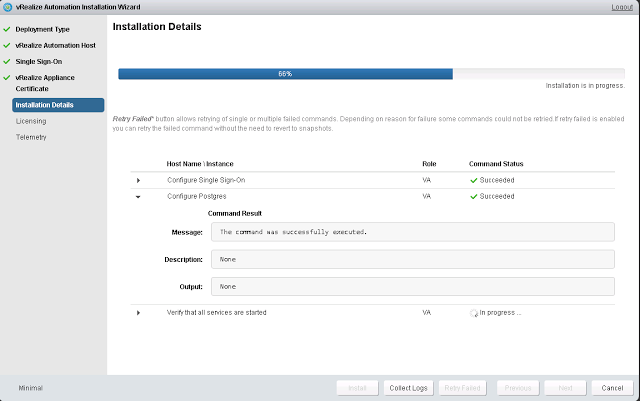 vRealize Automation Installation Wizard
Logout
Deployment Type
vRealize Automation Host
Single Sign-On
vRealize Appliance
Certificate
Installation Details
Licensing
Telemetry
Installation Details
66%
Installation is in progress.
Retry Failed" button allows retrying of single or multiple failed commands. Depending on reason for failure some commands could not be retried.If retry failed is enabled
you can retry the failed command without the need to revert to snapshots.
Host Name \ Instance Role Command Status
Configure Single Sign-On VA Succeeded
Configure Postgres VA Succeeded
Command Result
Message: The command was successfully executed.
Description: None
Output: None
Verify that all services are started VA In progress ...
Minimal
Install Collect Logs Retry Failed Previous Next Cancel